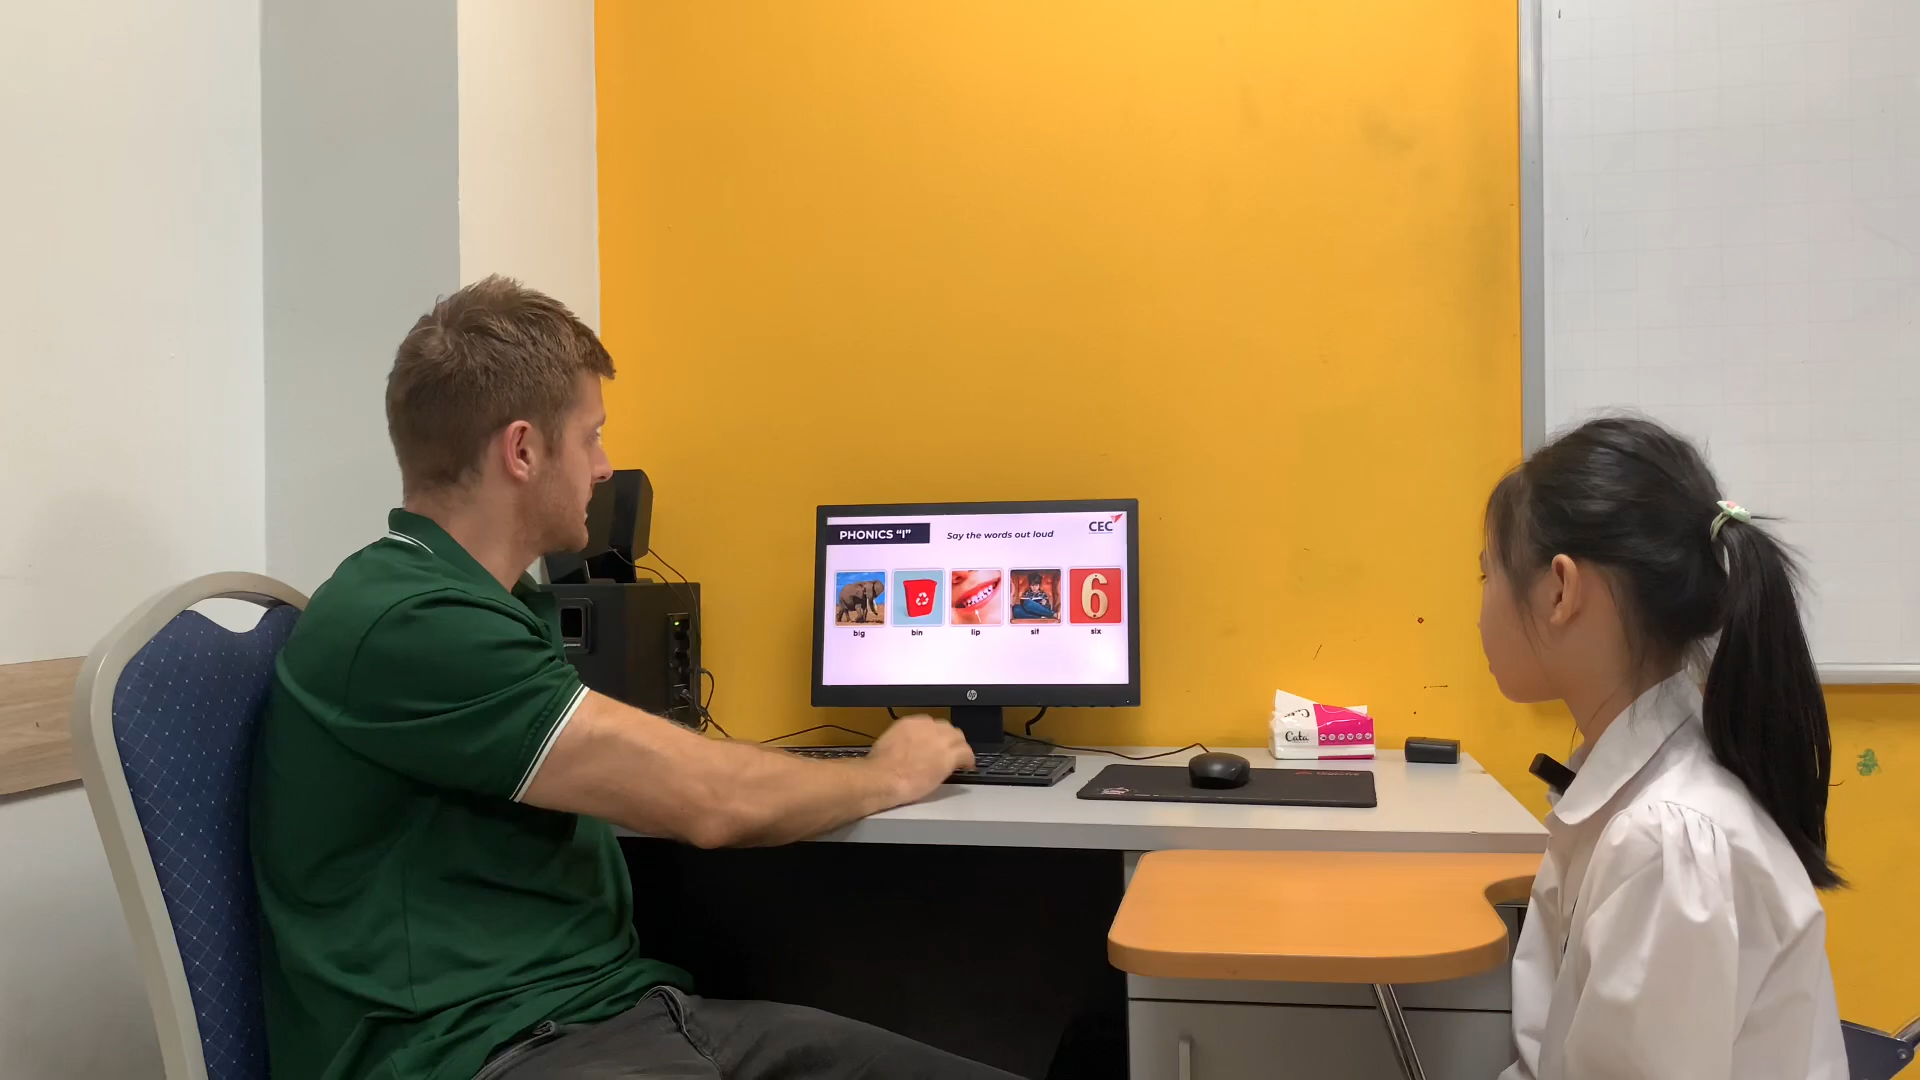 PHONICS "I"
Say the words out loud
CEC
6
big
bin
lip
sit
six
hp
Cata